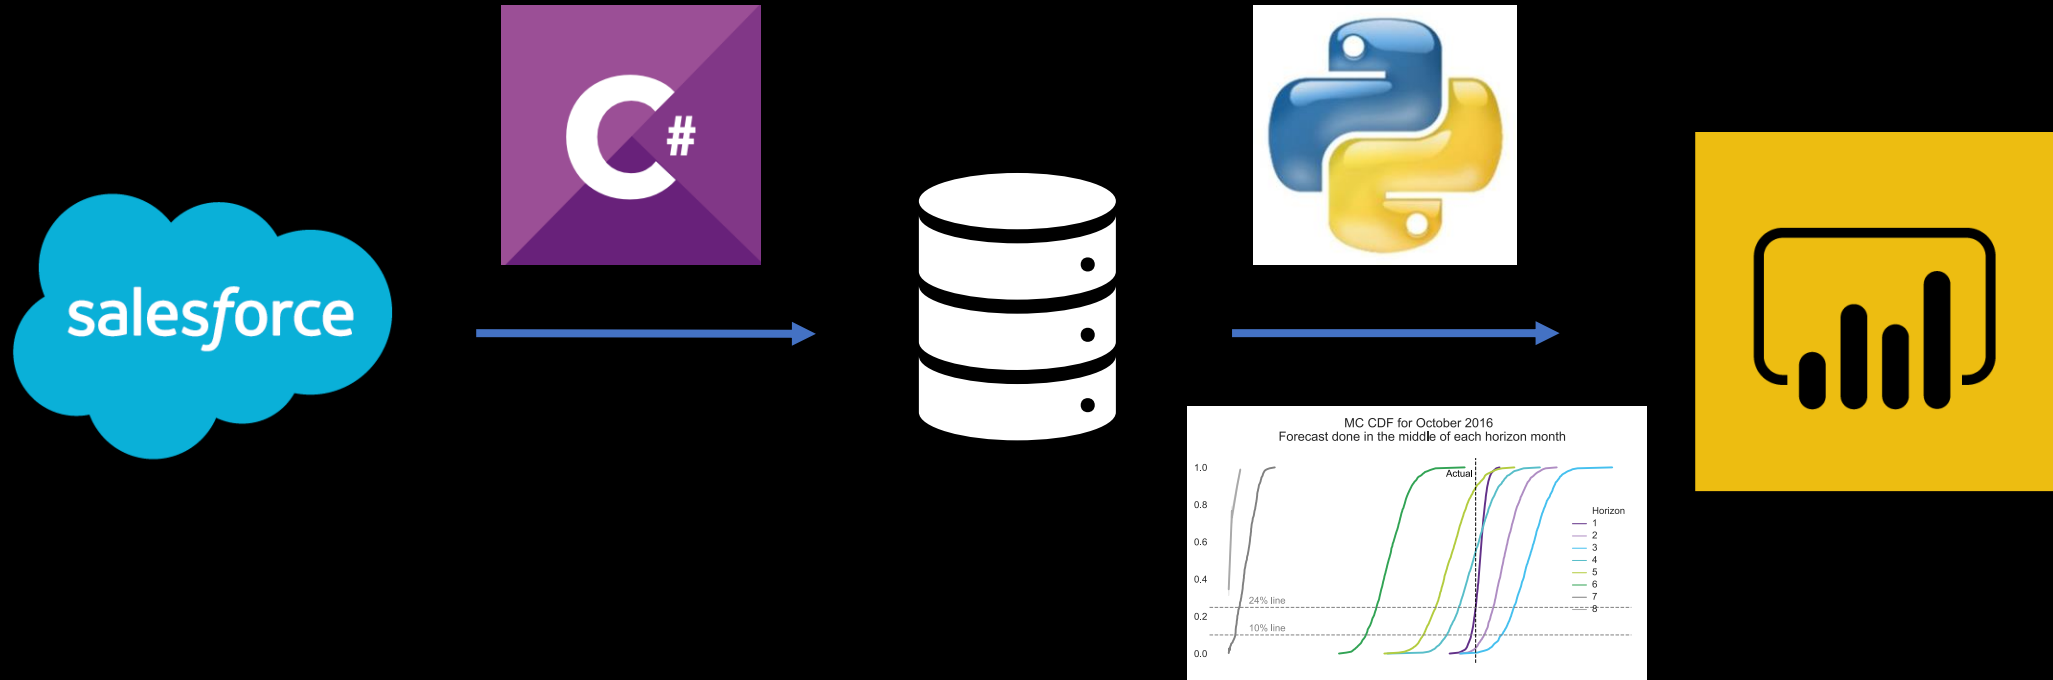 salesforce
C#
MC CDF for October 2016
Forecast done in the middle of each horizon month
1.0
Actual
0.8
Horizon
1
2
0.6
3
4
5
0.4
6
7
24% line
8
0.2
10% line
0.0